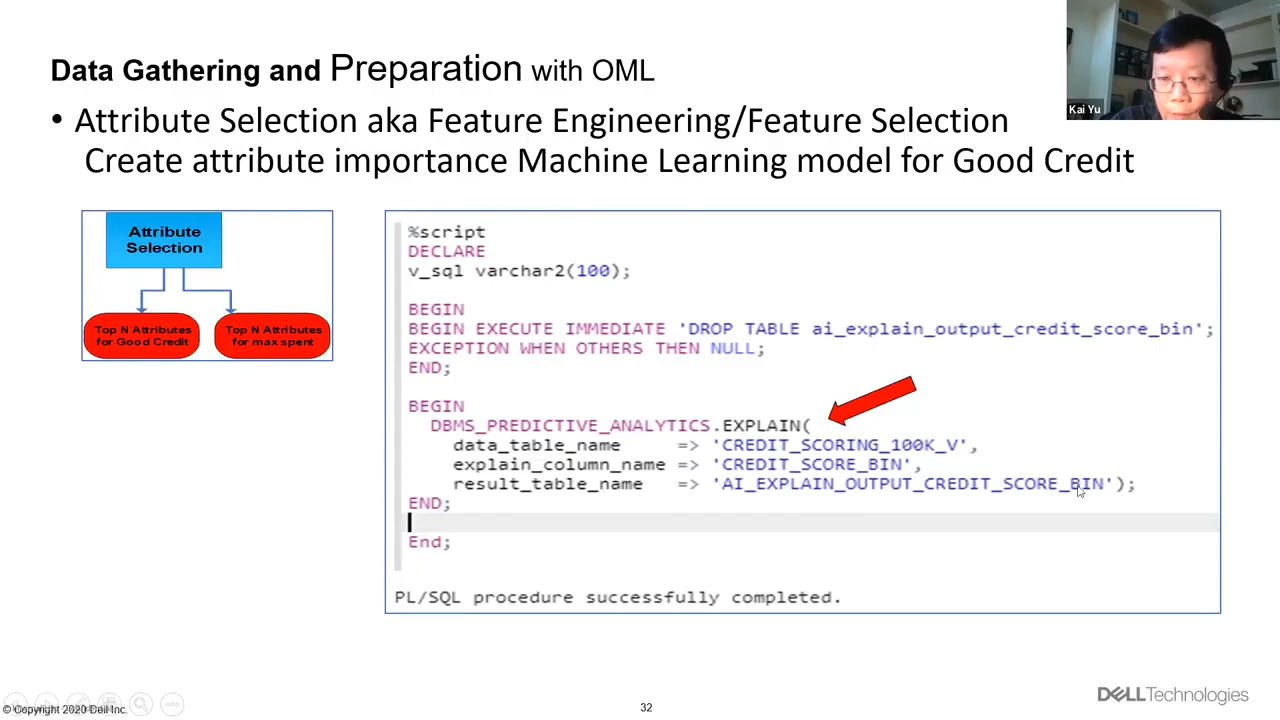 Data Gathering and Preparation with OML
• Attribute Selection aka Feature Engineering/Feature Selection
Create attribute importance Machine Learning model for Good Credit
Kai Yu
Attribute
Selection
Top N Attributes
for Good Credit
Top N Attributes
for max spent
%script
DECLARE
v_sql varchar2(100);
BEGIN
BEGIN EXECUTE IMMEDIATE 'DROP TABLE ai_explain_output_credit_score_bin';
EXCEPTION WHEN OTHERS THEN NULL;
END;
BEGIN
DBMS_PREDICTIVE_ANALYTICS.EXPLAIN(
data_table_name => 'CREDIT_SCORING_100K_V',
explain_column_name => 'CREDIT_SCORE_BIN',
result_table_name => 'AI_EXPLAIN_OUTPUT_CREDIT_SCORE_BIN');
END;
End;
PL/SQL procedure successfully completed.
© Copyright 2020 Dell Inc.
32
DELLTechnologies